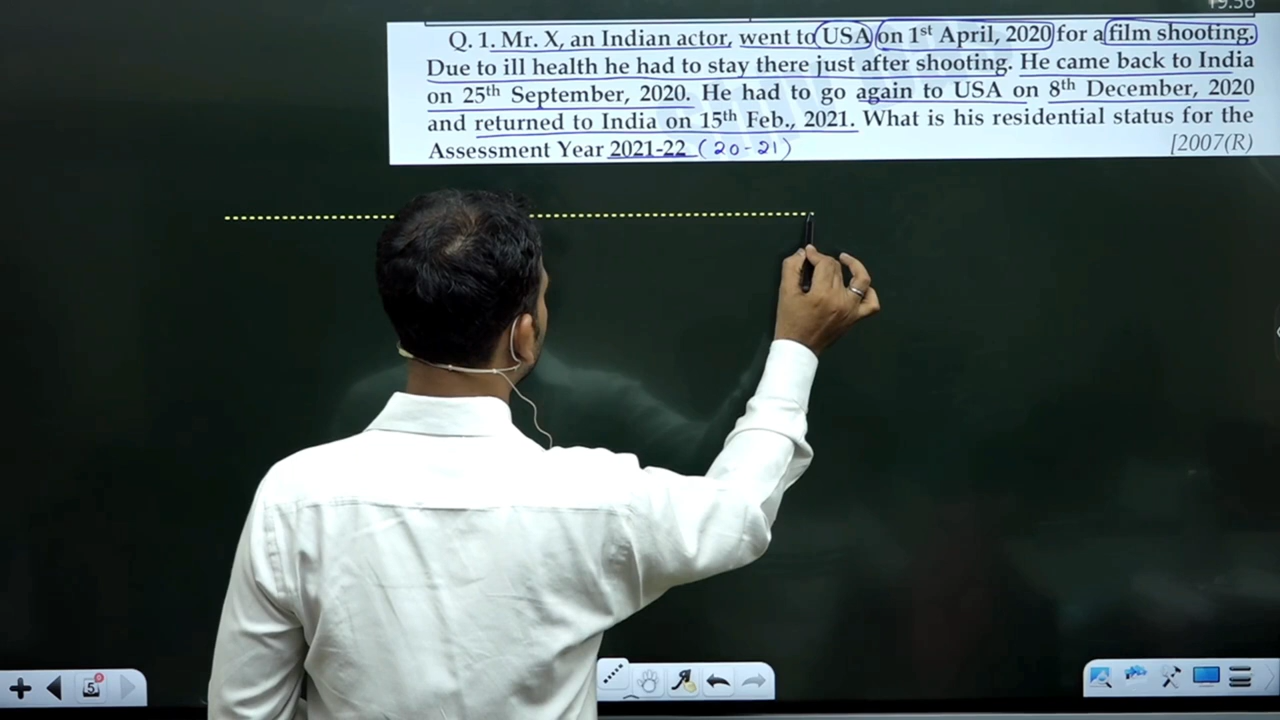 19:56
Q. 1. Mr. X, an Indian actor, went to USA on 1st April, 2020 for a film shooting.
Due to ill health he had to stay there just after shooting. He came back to India
on 25th September, 2020. He had to go again to USA on 8th December, 2020
and returned to India on 15th Feb., 2021. What is his residential status for the
Assessment Year 2021-22 (20-21)
[2007(R)
5